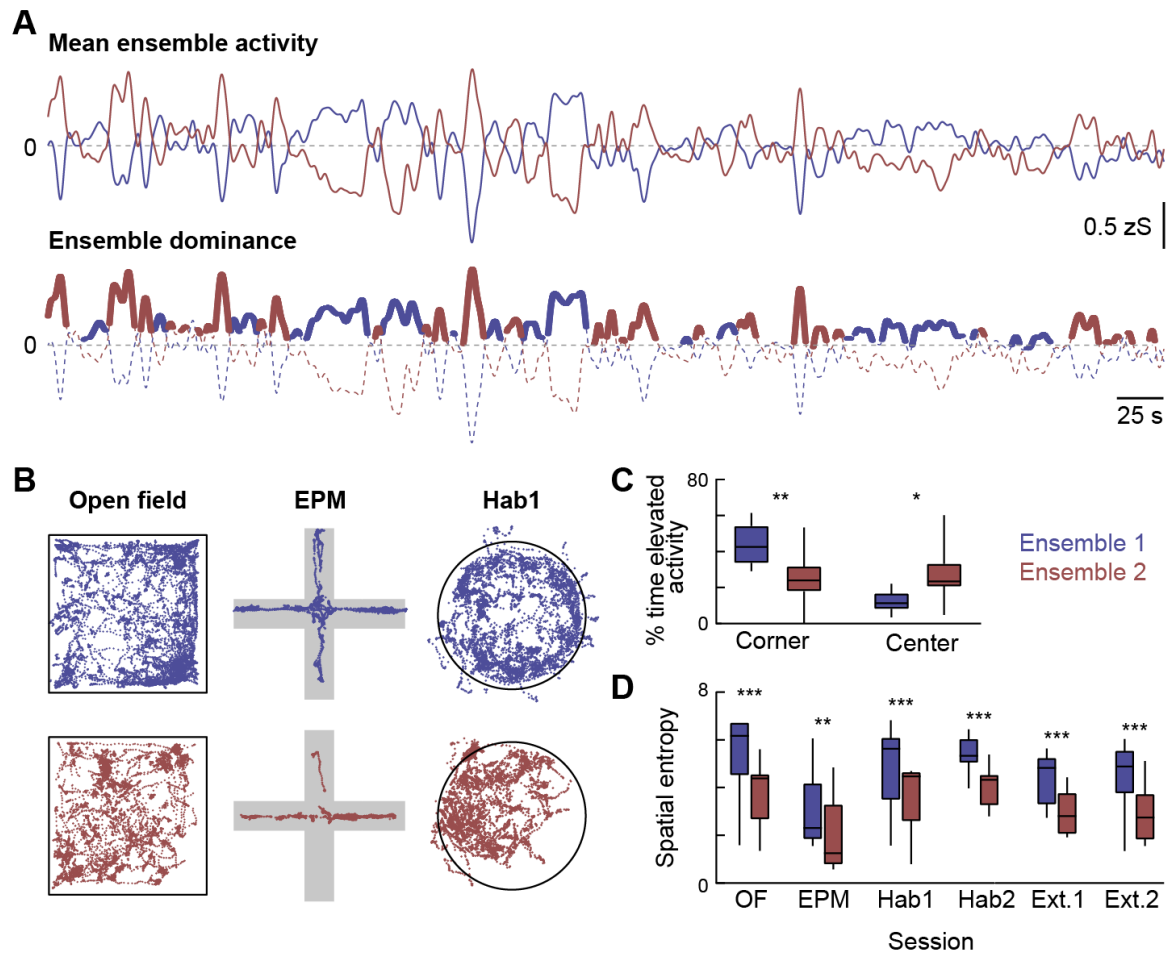 A
Mean ensemble activity
0
0.5 zS
Ensemble dominance
0
25 s
B
Open field
EPM
Hab1
C
% time elevated
activity
80
0
**
*
Corner
Center
Ensemble 1
Ensemble 2
D
Spatial entropy
8
0
***
**
***
***
***
***
OF
EPM
Hab1
Hab2
Ext.1
Ext.2
Session